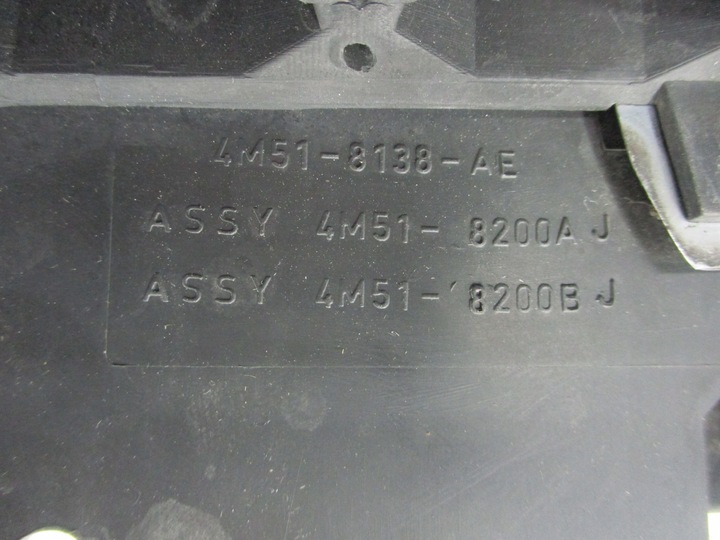 4M51-8138-AE
ASSY 4M51- 8200A J
ASSY 4M51- 8200B J